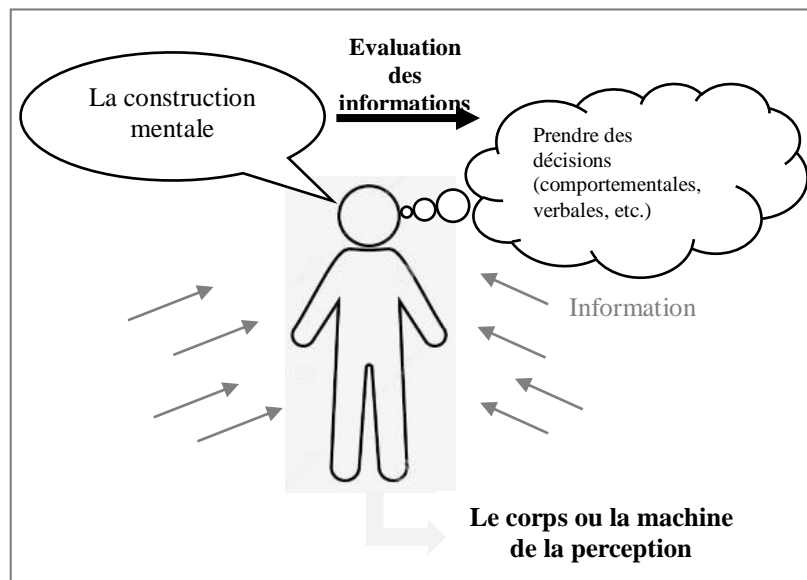 La construction
mentale
Evaluation
des
informations
Prendre des
décisions
(comportementales,
verbales, etc.)
Information
Le corps ou la machine
de la perception